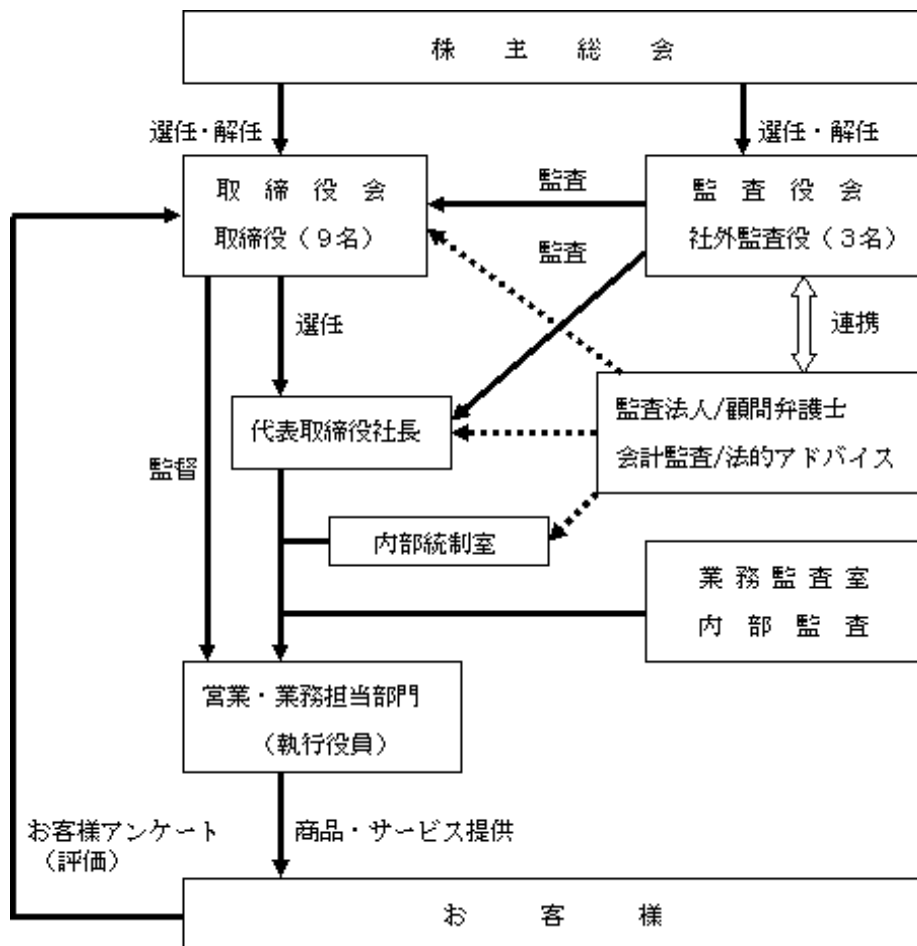 株主総会
選任・解任
選任・解任
取締役会
取締役（９名）
監査
監査役会
社外監査役（３名）
監査
選任
連携
代表取締役社長
監査法人/顧問弁護士
会計監査/法的アドバイス
監督
内部統制室
業務監査室
内部監査
営業・業務担当部門
（執行役員）
お客様アンケート
（評価）
商品・サービス提供
お客様